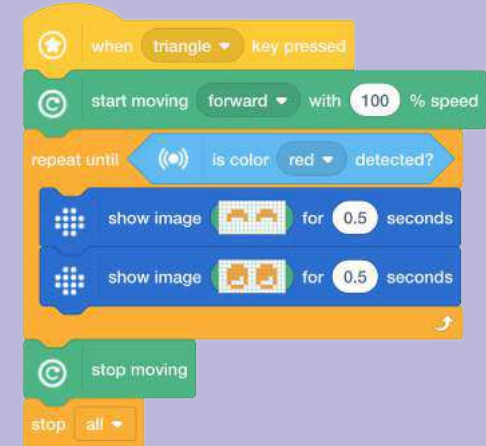 when triangle key pressed
start moving forward with 100 % speed
repeat until is color red detected?
show image for 0.5 seconds
show image for 0.5 seconds
stop moving
stop all